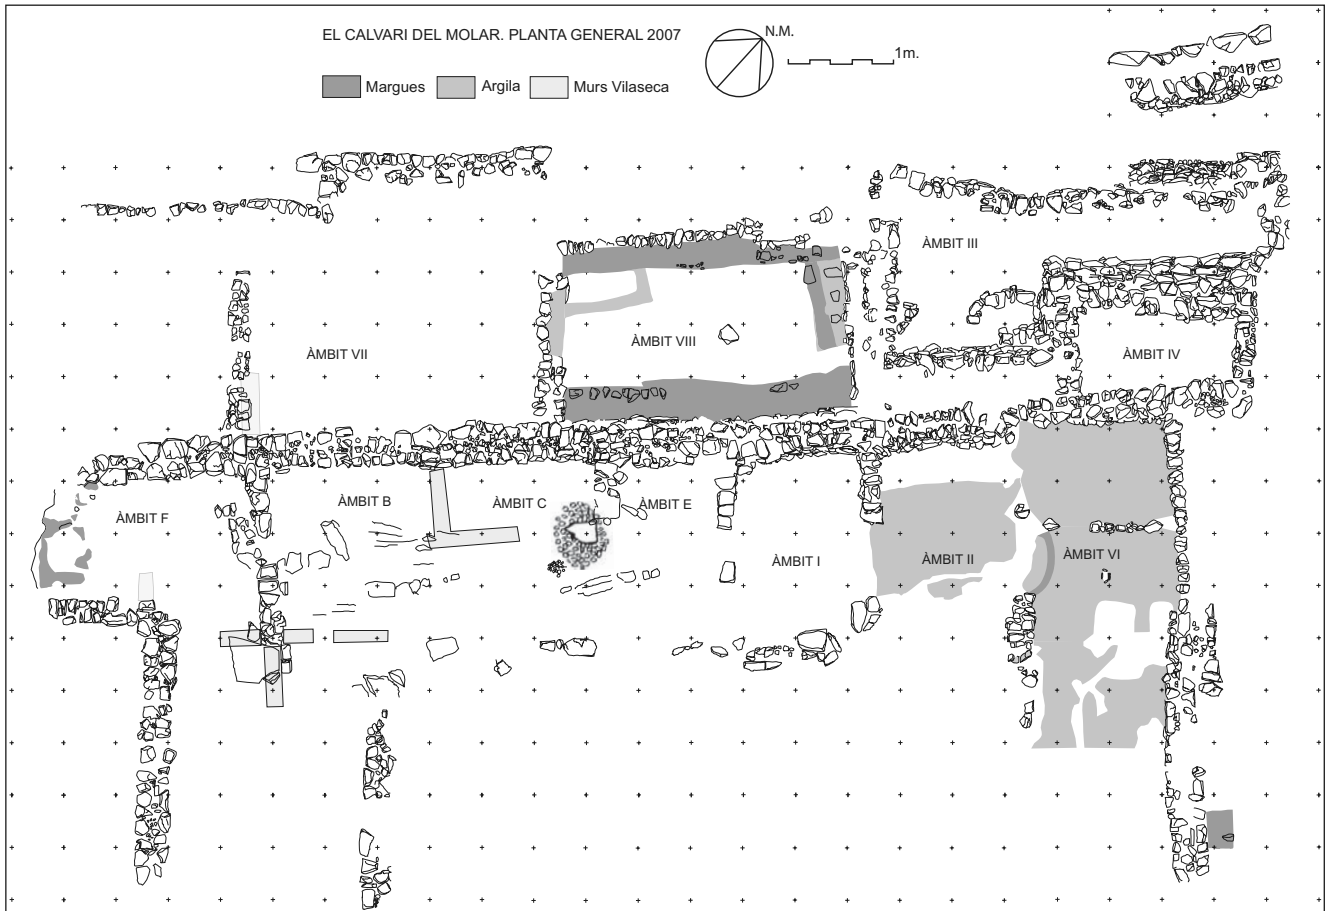 EL CALVARI DEL MOLAR. PLANTA GENERAL 2007
N.M.
1m.
Margues
Argila
Murs Vilaseca
ÀMBIT III
ÀMBIT VII
ÀMBIT VIII
ÀMBIT IV
ÀMBIT F
ÀMBIT B
ÀMBIT C
ÀMBIT E
ÀMBIT I
ÀMBIT II
ÀMBIT VI